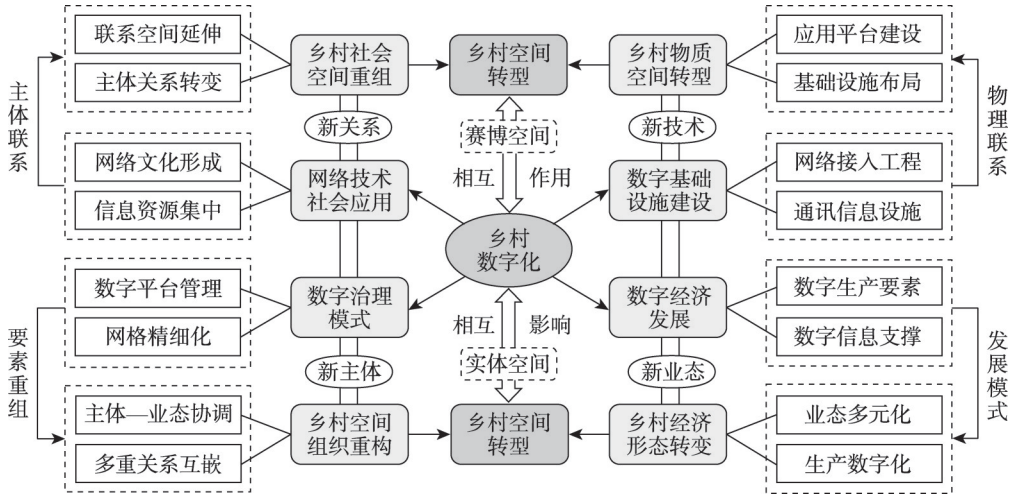 联系空间延伸
主体关系转变
网络文化形成
信息资源集中
主体联系
乡村社会
空间重组
新关系
网络技术
社会应用
乡村空间
转型
赛博空间
相互 作用
乡村
数字化
乡村物质
空间转型
新技术
数字基础
设施建设
应用平台建设
基础设施布局
网络接入工程
通讯信息设施
物理联系
数字平台管理
网格精细化
主体—业态协调
多重关系互嵌
要素重组
数字治理
模式
新主体
乡村空间
组织重构
相互 影响
实体空间
乡村空间
转型
数字经济
发展
新业态
乡村经济
形态转变
数字生产要素
数字信息支撑
业态多元化
生产数字化
发展模式